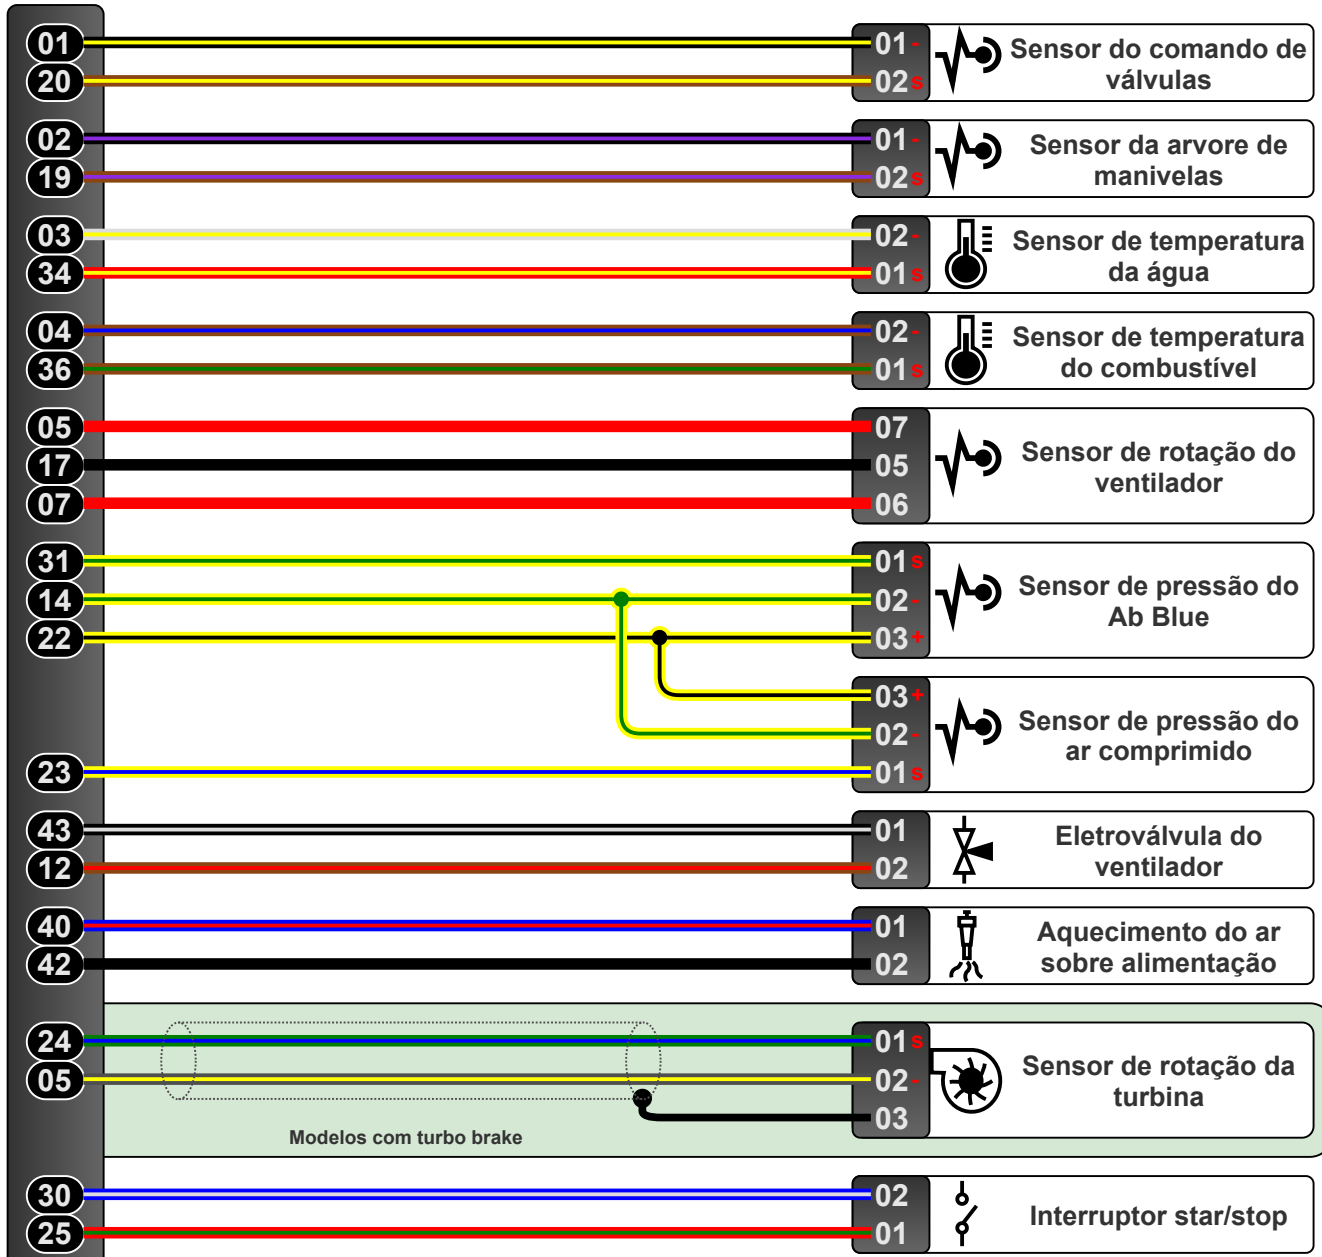 01 01 - Sensor do comando de
20 02 s válvulas
02 01 - Sensor da arvore de
19 02 s manivelas
03 02 - Sensor de temperatura
34 01 s da água
04 02 - Sensor de temperatura
36 01 s do combustível
05 07
17 05 Sensor de rotação do
07 06 ventilador
31 01 s
14 02 - Sensor de pressão do
22 03 + Ab Blue
03 +
02 - Sensor de pressão do
23 01 s ar comprimido
43 01 Eletroválvula do
12 02 ventilador
40 01 Aquecimento do ar
42 02 sobre alimentação
24 01 s Sensor de rotação da
05 02 - turbina
03
Modelos com turbo brake
30 02
25 01 Interruptor star/stop